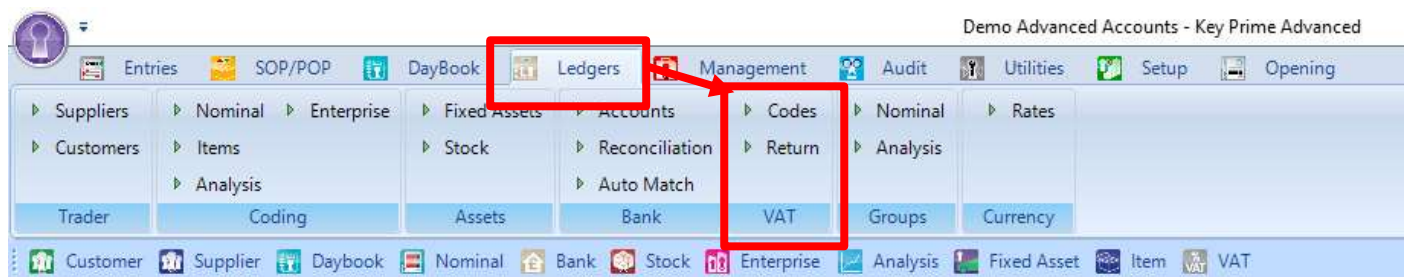 Demo Advanced Accounts - Key Prime Advanced
Entries SOP/POP DayBook Ledgers Management Audit Utilities Setup Opening
Suppliers Nominal Enterprise Fixed Assets Accounts Codes Nominal Rates
Customers Items Stock Reconciliation Return Analysis
Analysis Auto Match
Trader Coding Assets Bank VAT Groups Currency
Customer Supplier Daybook Nominal Bank Stock Enterprise Analysis Fixed Asset Item VAT